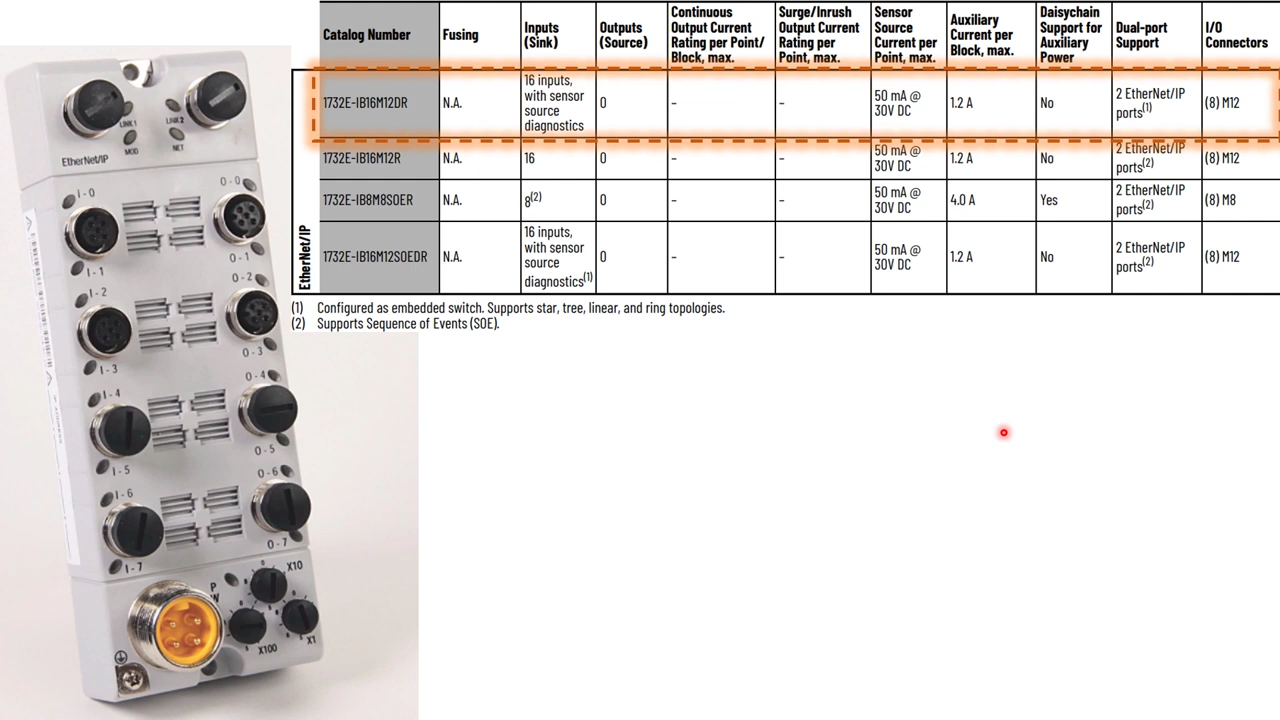 Catalog Number
Fusing
Inputs
(Sink)
Outputs
(Source)
Continuous
Output Current
Rating per Point/
Block, max.
Surge/Inrush
Output Current
Rating per
Point, max.
Sensor
Source
Current per
Point, max.
Auxiliary
Current per
Block, max.
Daisychain
Support for
Auxiliary
Power
Dual-port
Support
I/O
Connectors
EtherNet/IP
1732E-IB16M12DR
N.A.
16 inputs,
with sensor
source
diagnostics
0
–
–
50 mA @
30V DC
1.2 A
No
2 EtherNet/IP
ports(1)
(8) M12
1732E-IB16M12R
N.A.
16
0
–
–
50 mA @
30V DC
1.2 A
No
2 EtherNet/IP
ports(2)
(8) M12
1732E-IB8M8SOER
N.A.
8(2)
0
–
–
50 mA @
30V DC
4.0 A
Yes
2 EtherNet/IP
ports(2)
(8) M8
1732E-IB16M12SOEDR
N.A.
16 inputs,
with sensor
source
diagnostics(1)
0
–
–
50 mA @
30V DC
1.2 A
No
2 EtherNet/IP
ports(2)
(8) M12
(1) Configured as embedded switch. Supports star, tree, linear, and ring topologies.
(2) Supports Sequence of Events (SOE).
LINK 1
LINK 2
MOD
NET
EtherNet/IP
I-0
O-0
I-1
O-1
I-2
O-2
I-3
O-3
I-4
O-4
I-5
O-5
I-6
O-6
I-7
O-7
X10
X100
X1